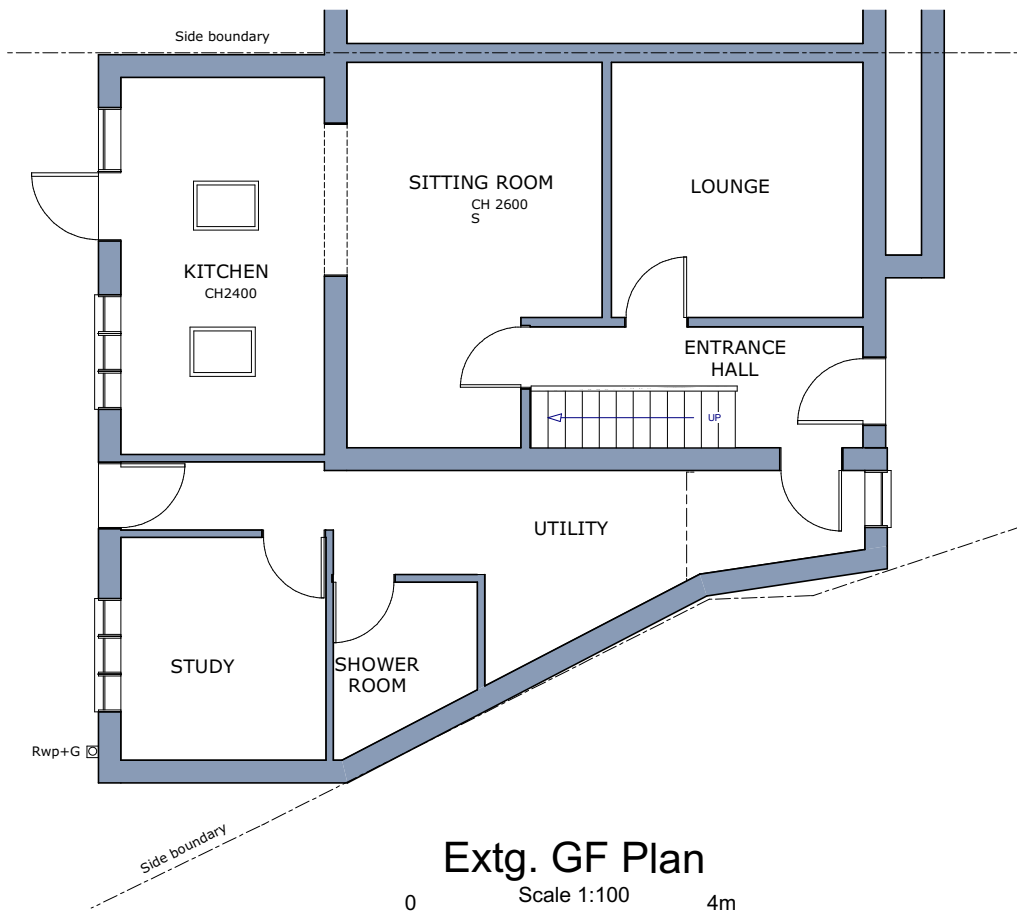 Side boundary
SITTING ROOM
CH 2600
S
LOUNGE
KITCHEN
CH2400
ENTRANCE
HALL
UP
UTILITY
STUDY
SHOWER
ROOM
Rwp+G
Side boundary
Extg. GF Plan
Scale 1:100
0
4m